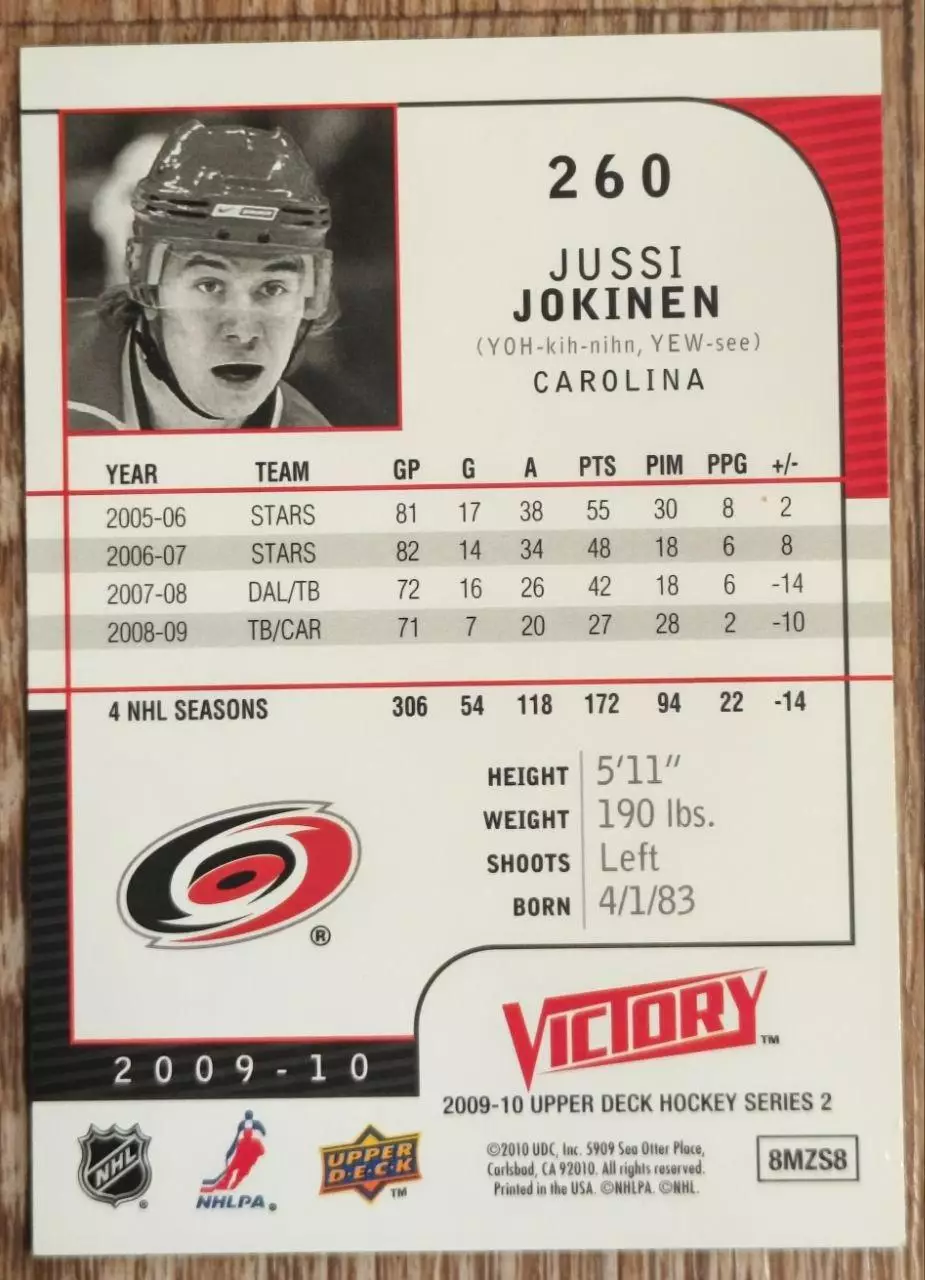 260
JUSSI
JOKINEN
(YOH-kih-nihn, YEW-see)
CAROLINA
YEAR TEAM GP G A PTS PIM PPG +/-
2005-06 STARS 81 17 38 55 30 8 2
2006-07 STARS 82 14 34 48 18 6 8
2007-08 DAL/TB 72 16 26 42 18 6 -14
2008-09 TB/CAR 71 7 20 27 28 2 -10
4 NHL SEASONS 306 54 118 172 94 22 -14
HEIGHT 5'11"
WEIGHT 190 lbs.
SHOOTS Left
BORN 4/1/83
®
VICTORY™
2009-10
2009-10 UPPER DECK HOCKEY SERIES 2
NHL®
NHLPA®
UPPER
D·E·C·K™
©2010 UDC, Inc. 5909 Sea Otter Place,
Carlsbad, CA 92010. All rights reserved.
Printed in the USA. ©NHLPA. ©NHL.
8MZS8